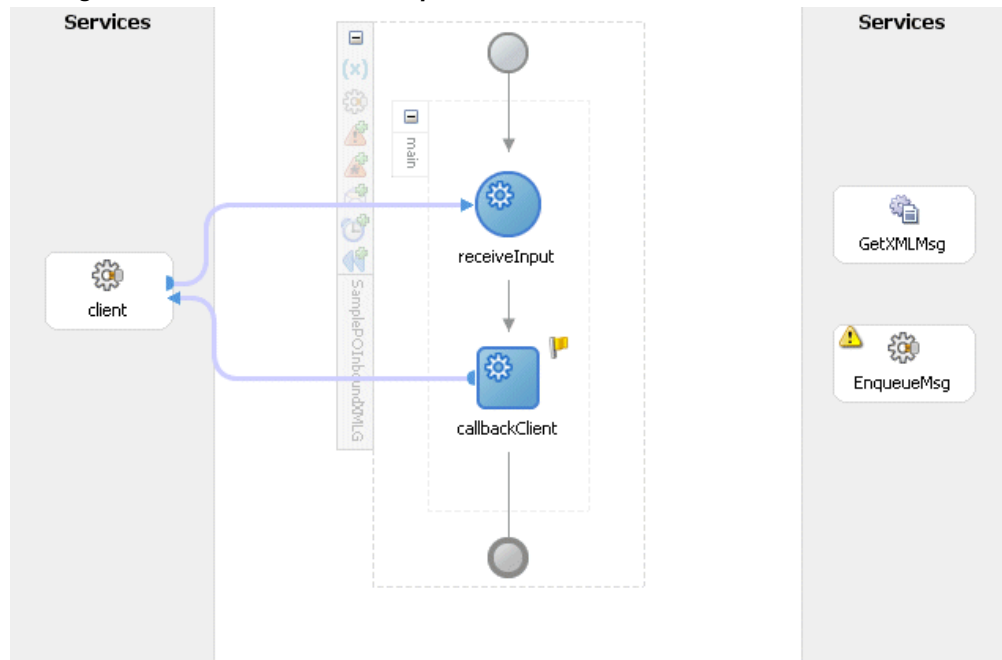 Services
Services
(x)
main
receiveInput
GetXMLMsg
client
SamplePOInboundXMLG
EnqueueMsg
callbackClient